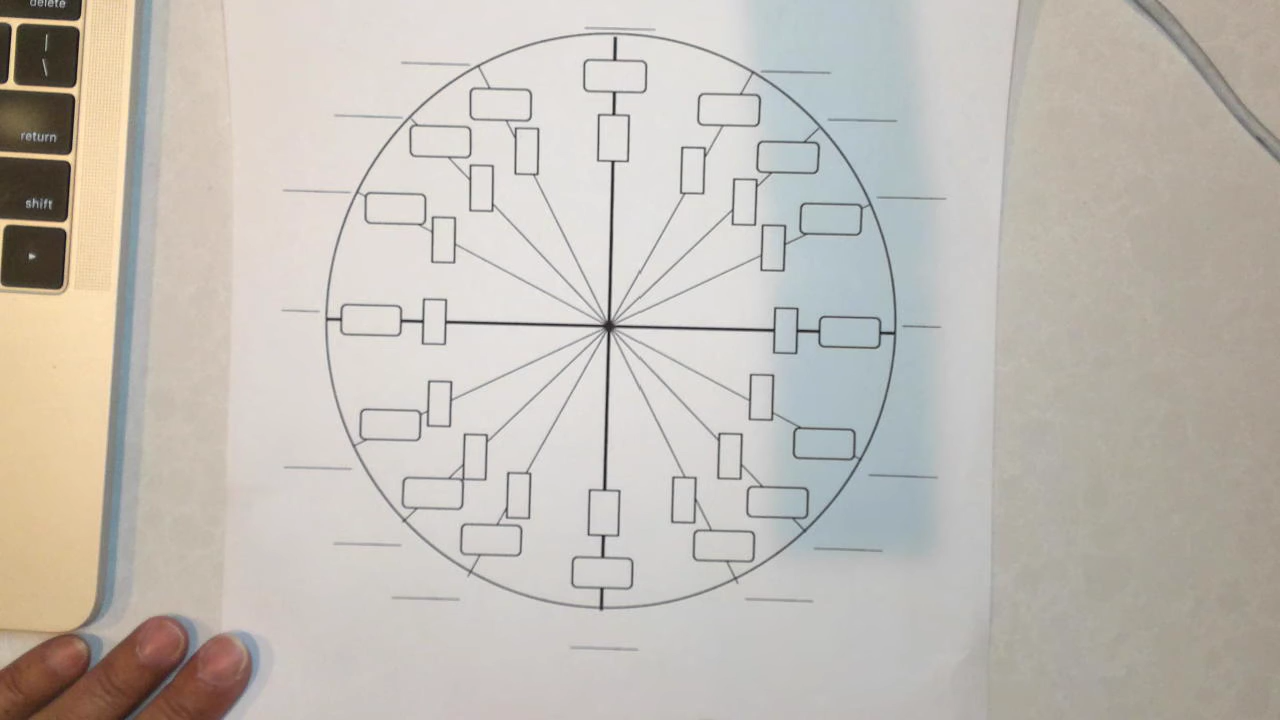 delete
|
\
return
shift